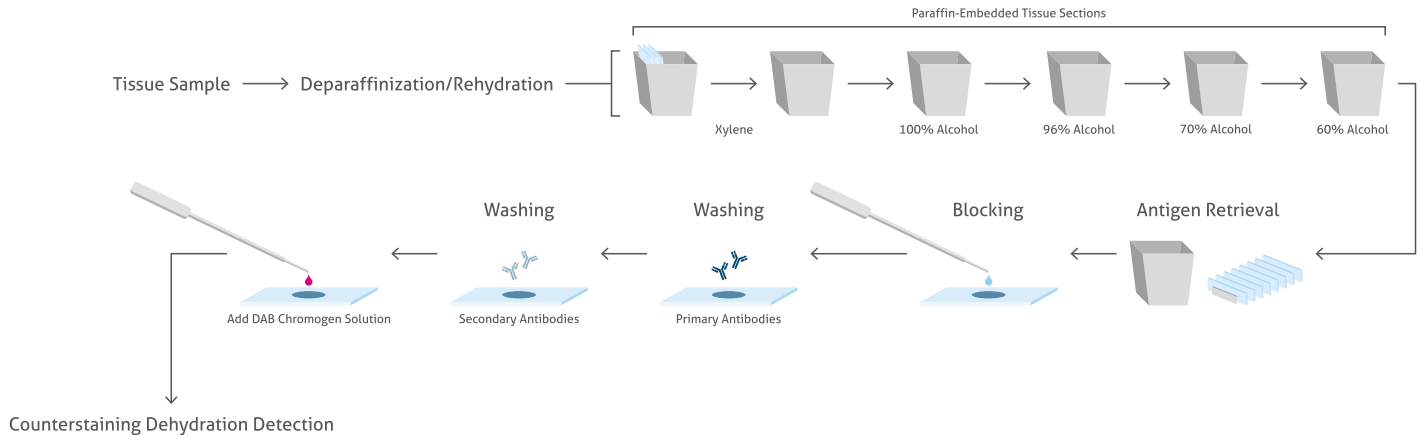 Paraffin-Embedded Tissue Sections
Tissue Sample
Deparaffinization/Rehydration
Xylene
100% Alcohol
96% Alcohol
70% Alcohol
60% Alcohol
Antigen Retrieval
Blocking
Washing
Primary Antibodies
Washing
Secondary Antibodies
Add DAB Chromogen Solution
Counterstaining Dehydration Detection